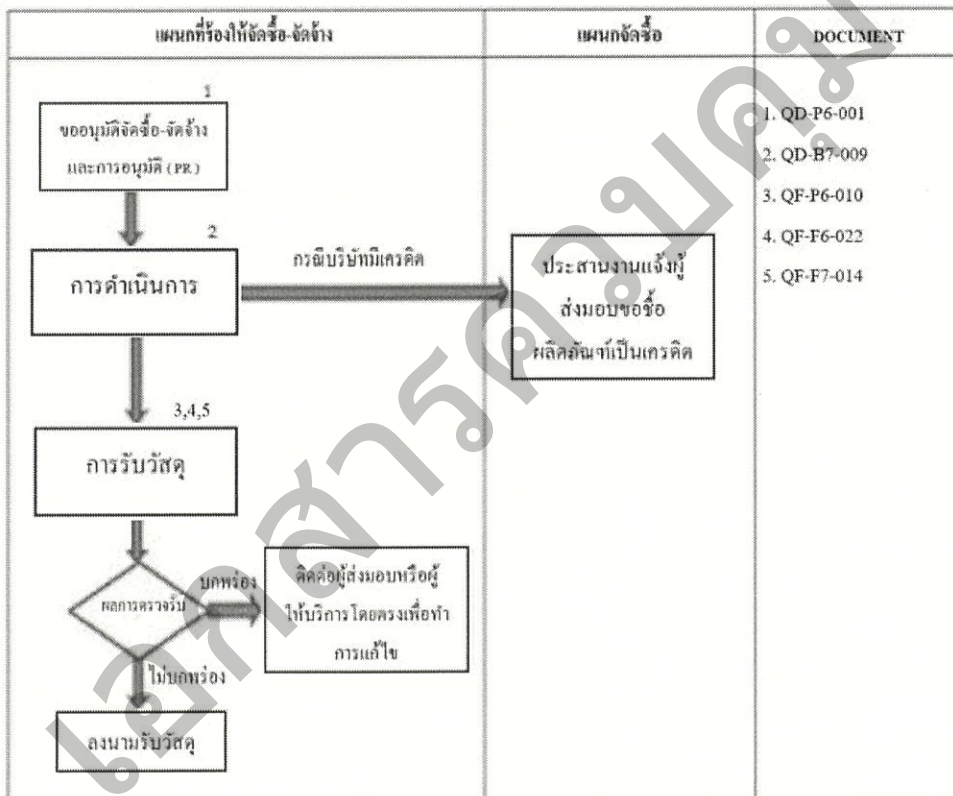 แผนกที่ร้องให้จัดซื้อ-จัดจ้าง
แผนกจัดซื้อ
DOCUMENT
1
ขออนุมัติจัดซื้อ-จัดจ้าง
และการอนุมัติ (PR)
2
การดำเนินการ
กรณีบริษัทมีเครดิต
ประสานงานแจ้งผู้
ส่งมอบขอซื้อ
ผลิตภัณฑ์เป็นเครดิต
3,4,5
การรับวัสดุ
ผลการตรวจรับ
บกพร่อง
ติดต่อผู้ส่งมอบหรือผู้
ให้บริการโดยตรงเพื่อทำ
การแก้ไข
ไม่บกพร่อง
ลงนามรับวัสดุ
1. QD-P6-001
2. QD-B7-009
3. QF-P6-010
4. QF-F6-022
5. QF-F7-014
เอกสารควบคุม